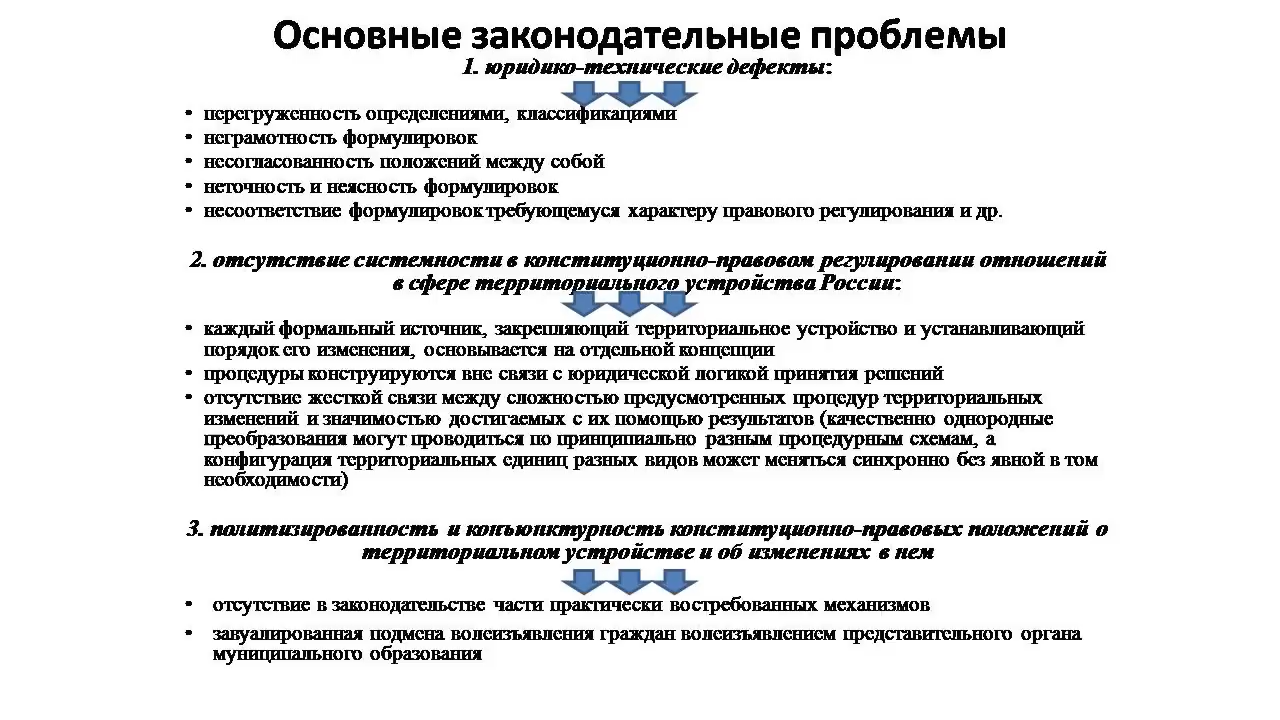 Основные законодательные проблемы
1. юридико-технические дефекты:
• перегруженность определениями, классификациями
• неграмотность формулировок
• несогласованность положений между собой
• неточность и неясность формулировок
• несоответствие формулировок требующемуся характеру правового регулирования и др.
2. отсутствие системности в конституционно-правовом регулировании отношений
в сфере территориального устройства России:
• каждый формальный источник, закрепляющий территориальное устройство и устанавливающий
порядок его изменения, основывается на отдельной концепции
• процедуры конструируются вне связи с юридической логикой принятия решений
• отсутствие жесткой связи между сложностью предусмотренных процедур территориальных
изменений и значимостью достигаемых с их помощью результатов (качественно однородные
преобразования могут проводиться по принципиально разным процедурным схемам, а
конфигурация территориальных единиц разных видов может меняться синхронно без явной в том
необходимости)
3. политизированность и конъюнктурность конституционно-правовых положений о
территориальном устройстве и об изменениях в нем
• отсутствие в законодательстве части практически востребованных механизмов
• завуалированная подмена волеизъявления граждан волеизъявлением представительного органа
муниципального образования